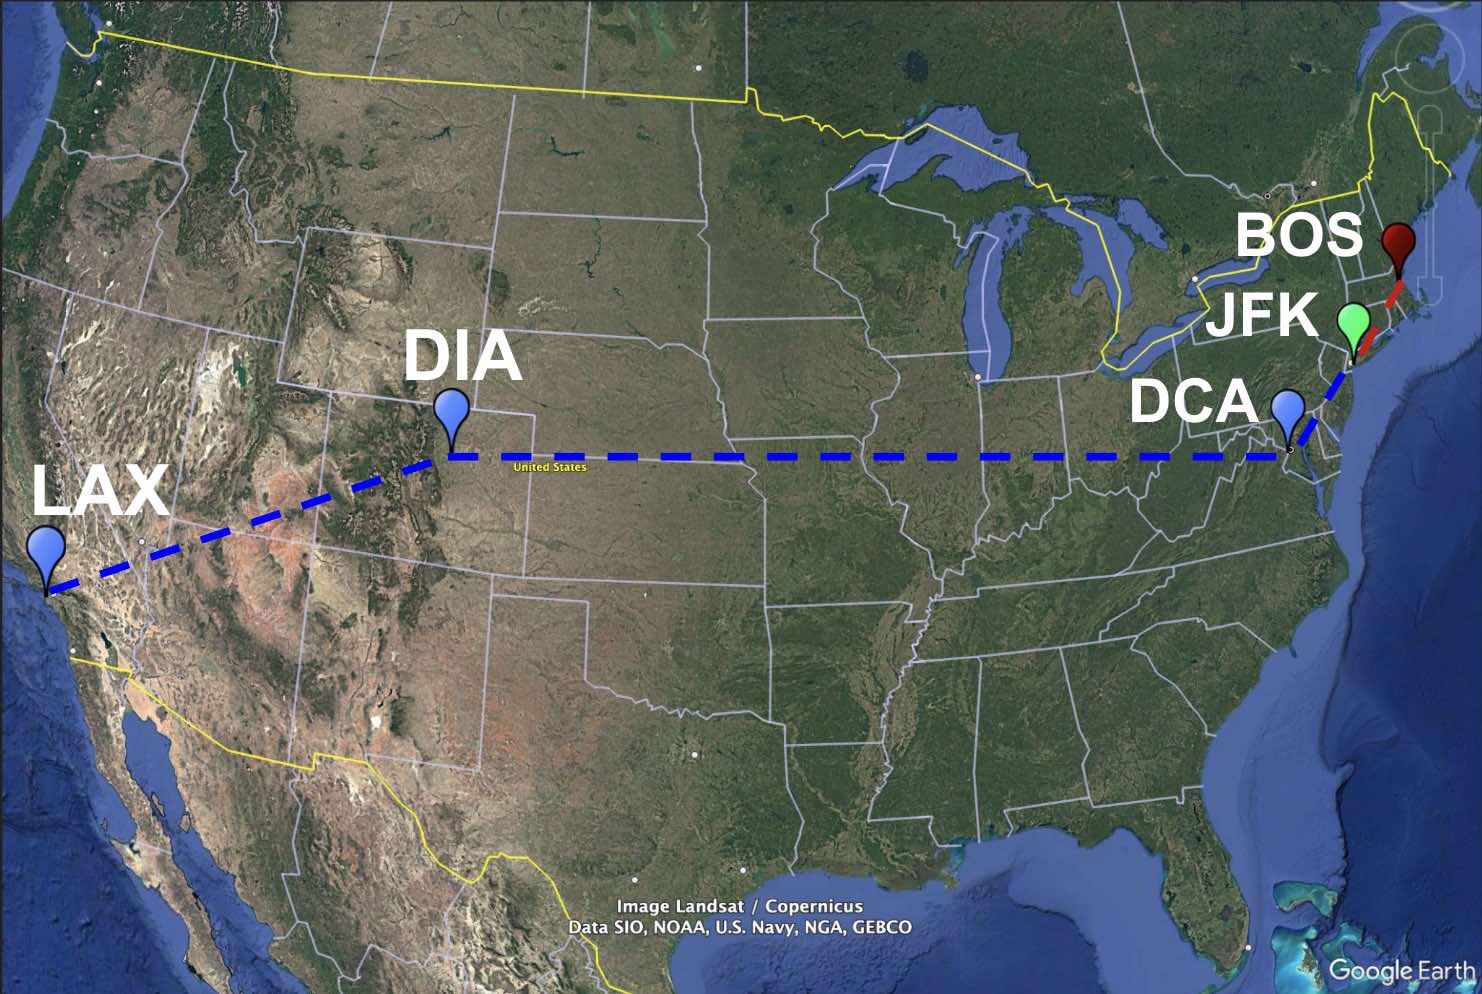 BOS
JFK
DIA
DCA
United States
LAX
Image Landsat / Copernicus
Data SIO, NOAA, U.S. Navy, NGA, GEBCO
Google Earth